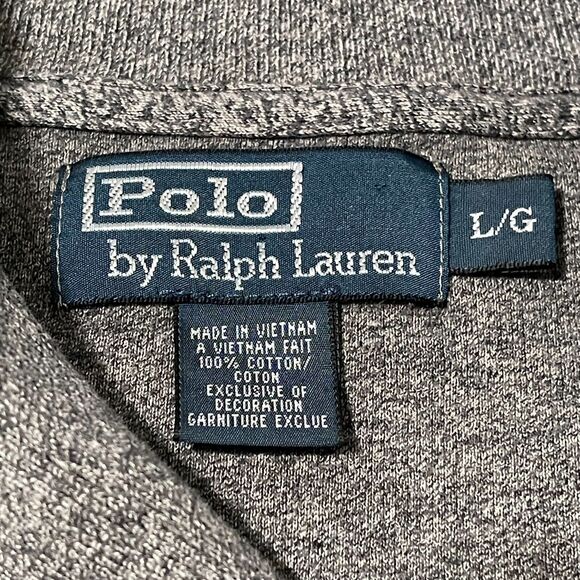 Polo
by Ralph Lauren
L/G
MADE IN VIETNAM
A VIETNAM FAIT
100% COTTON/
COTON
EXCLUSIVE OF
DECORATION
GARNITURE EXCLUE